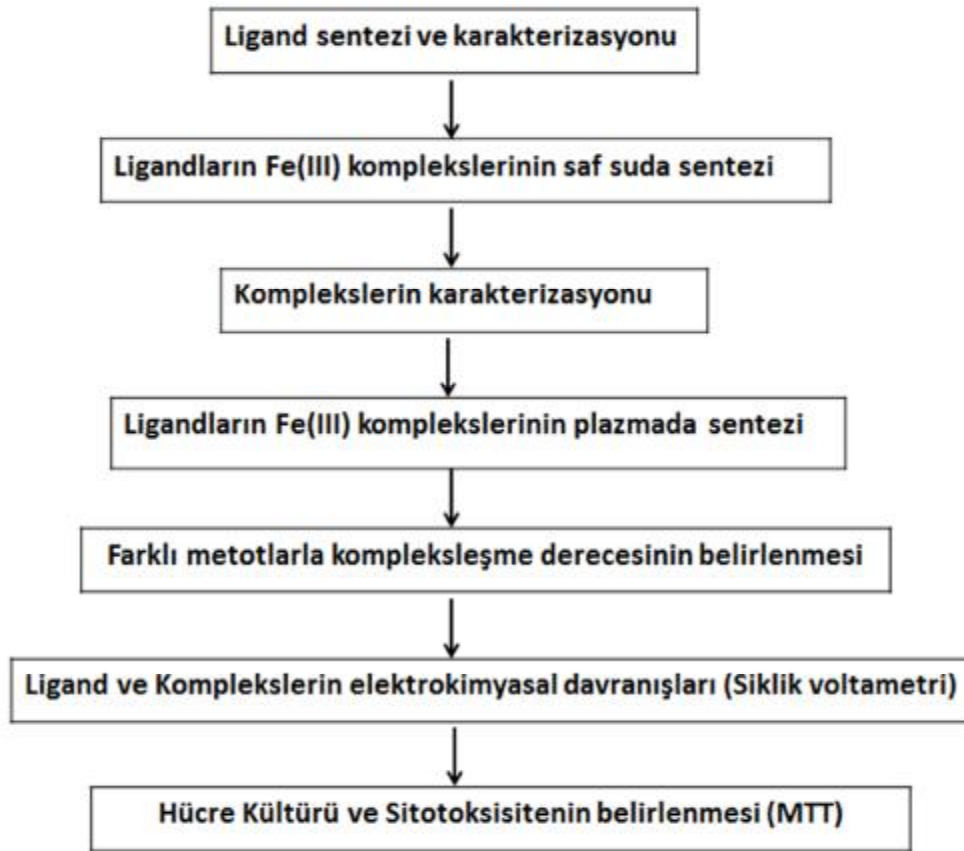 Ligand sentezi ve karakterizasyonu
Ligandların Fe(III) komplekslerinin saf suda sentezi
Komplekslerin karakterizasyonu
Ligandların Fe(III) komplekslerinin plazmada sentezi
Farklı metotlarla kompleksleşme derecesinin belirlenmesi
Ligand ve Komplekslerin elektrokimyasal davranışları (Siklik voltametri)
Hücre Kültürü ve Sitotoksisitenin belirlenmesi (MTT)